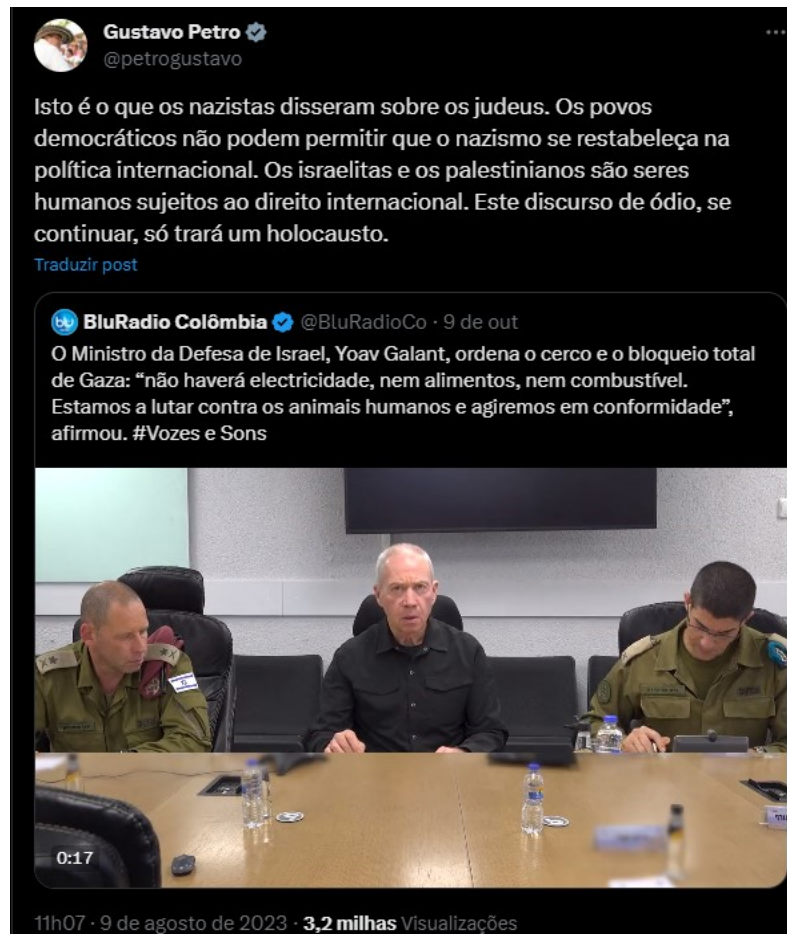 Gustavo Petro
@petrogustavo
Isto é o que os nazistas disseram sobre os judeus. Os povos
democráticos não podem permitir que o nazismo se restabeleça na
política internacional. Os israelitas e os palestinianos são seres
humanos sujeitos ao direito internacional. Este discurso de ódio, se
continuar, só trará um holocausto.
Traduzir post
BluRadio Colômbia @BluRadioCo · 9 de out
O Ministro da Defesa de Israel, Yoav Galant, ordena o cerco e o bloqueio total
de Gaza: “não haverá electricidade, nem alimentos, nem combustível.
Estamos a lutar contra os animais humanos e agiremos em conformidade”,
afirmou. #Vozes e Sons
0:17
11h07 · 9 de agosto de 2023 · 3,2 milhas Visualizações